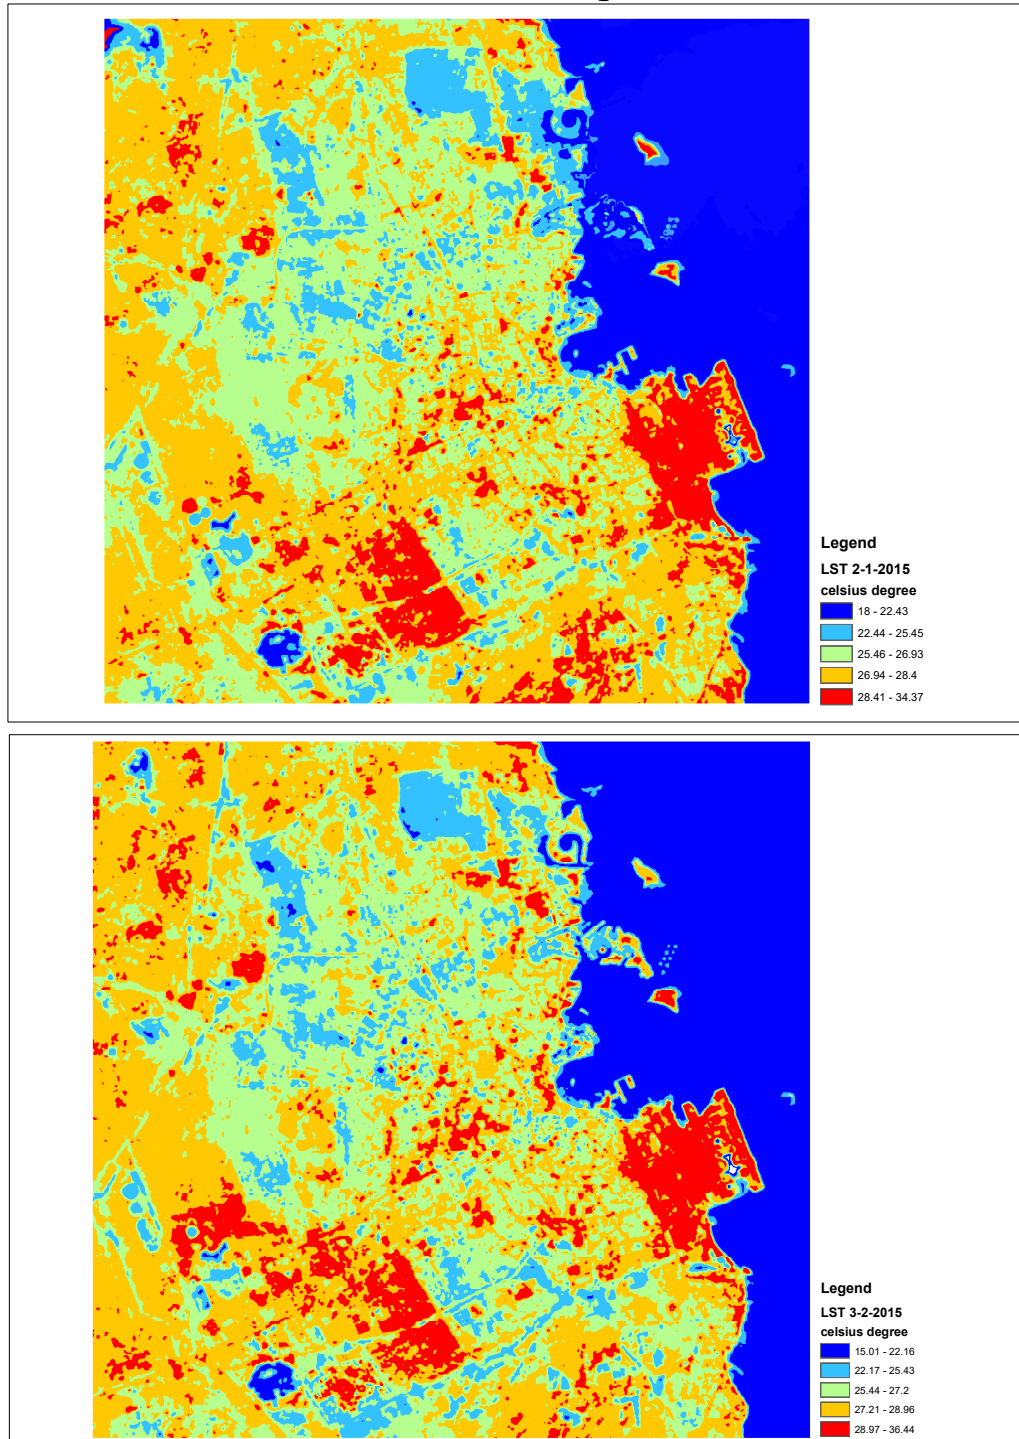 Legend
LST 2-1-2015
celsius degree
18 - 22.43
22.44 - 25.45
25.46 - 26.93
26.94 - 28.4
28.41 - 34.37
Legend
LST 3-2-2015
celsius degree
15.01 - 22.16
22.17 - 25.43
25.44 - 27.2
27.21 - 28.96
28.97 - 36.44